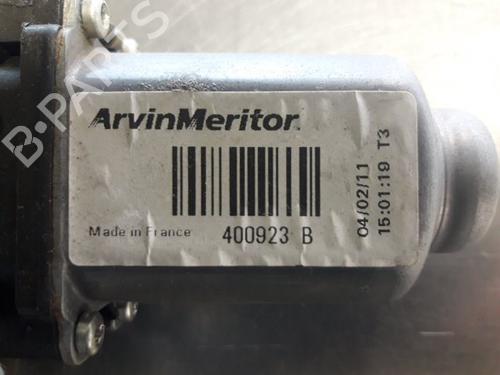 B-PARTS
ArvinMeritor
Made in France
400923 B
04/02/11
15:01:19 T3